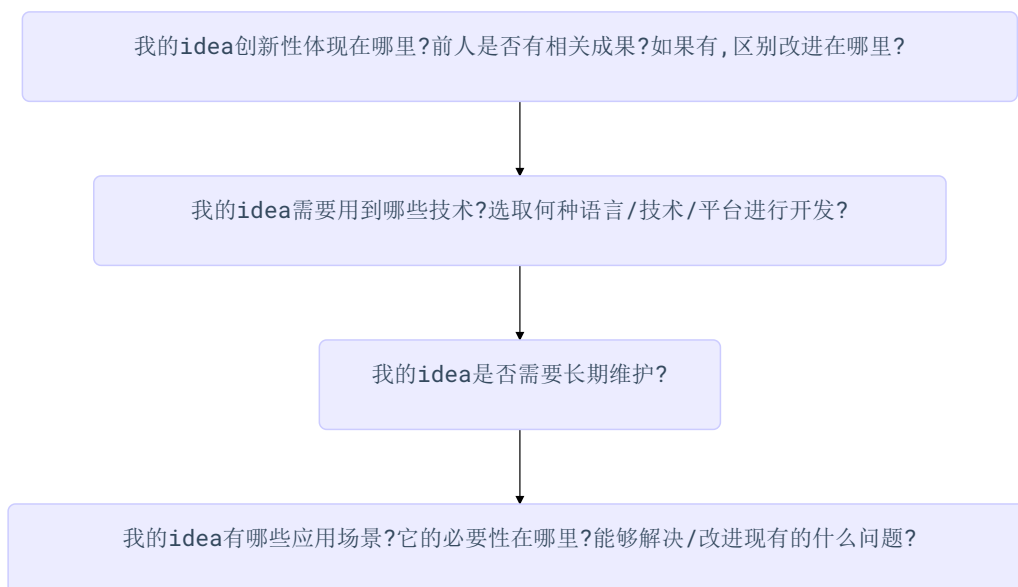 我的idea创新性体现在哪里?前人是否有相关成果?如果有,区别改进在哪里?
我的idea需要用到哪些技术?选取何种语言/技术/平台进行开发?
我的idea是否需要长期维护?
我的idea有哪些应用场景?它的必要性在哪里?能够解决/改进现有的什么问题?